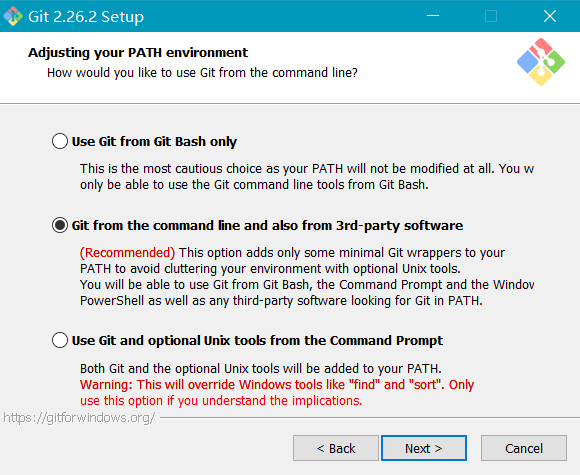 Git 2.26.2 Setup
Adjusting your PATH environment
How would you like to use Git from the command line?
Use Git from Git Bash only
This is the most cautious choice as your PATH will not be modified at all. You w
only be able to use the Git command line tools from Git Bash.
Git from the command line and also from 3rd-party software
(Recommended) This option adds only some minimal Git wrappers to your
PATH to avoid cluttering your environment with optional Unix tools.
You will be able to use Git from Git Bash, the Command Prompt and the Window
PowerShell as well as any third-party software looking for Git in PATH.
Use Git and optional Unix tools from the Command Prompt
Both Git and the optional Unix tools will be added to your PATH.
Warning: This will override Windows tools like "find" and "sort". Only
use this option if you understand the implications.
https://gitforwindows.org/
< Back
Next >
Cancel